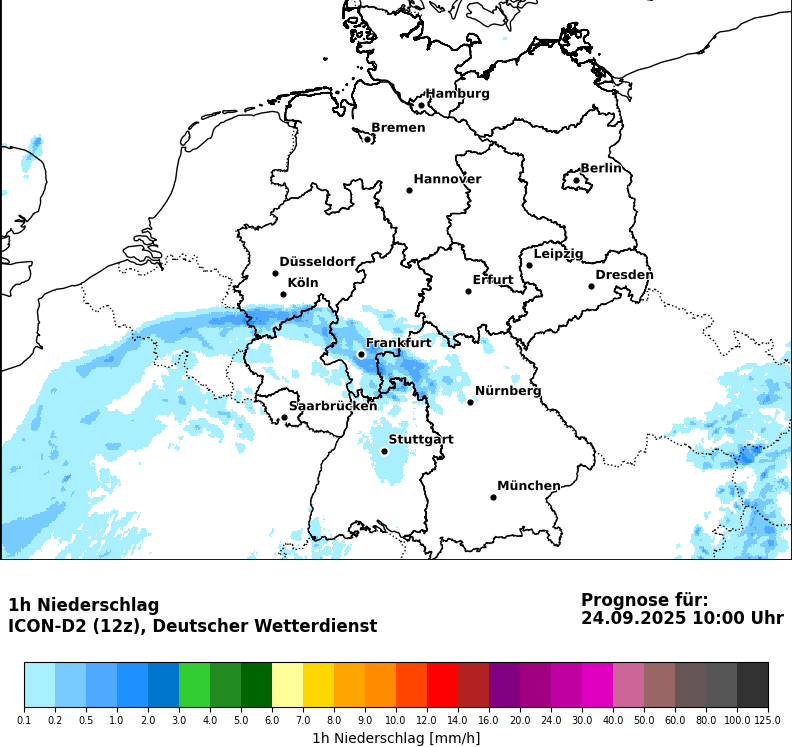 Hamburg
Bremen
Berlin
Hannover
Düsseldorf
Leipzig
Köln
Erfurt
Dresden
Frankfurt
Nürnberg
Saarbrücken
Stuttgart
München
1h Niederschlag
ICON-D2 (12z), Deutscher Wetterdienst
Prognose für:
24.09.2025 10:00 Uhr
0.1 0.2 0.5 1.0 2.0 3.0 4.0 5.0 6.0 7.0 8.0 9.0 10.0 12.0 14.0 16.0 20.0 24.0 30.0 40.0 50.0 60.0 80.0 100.0 125.0
1h Niederschlag [mm/h]